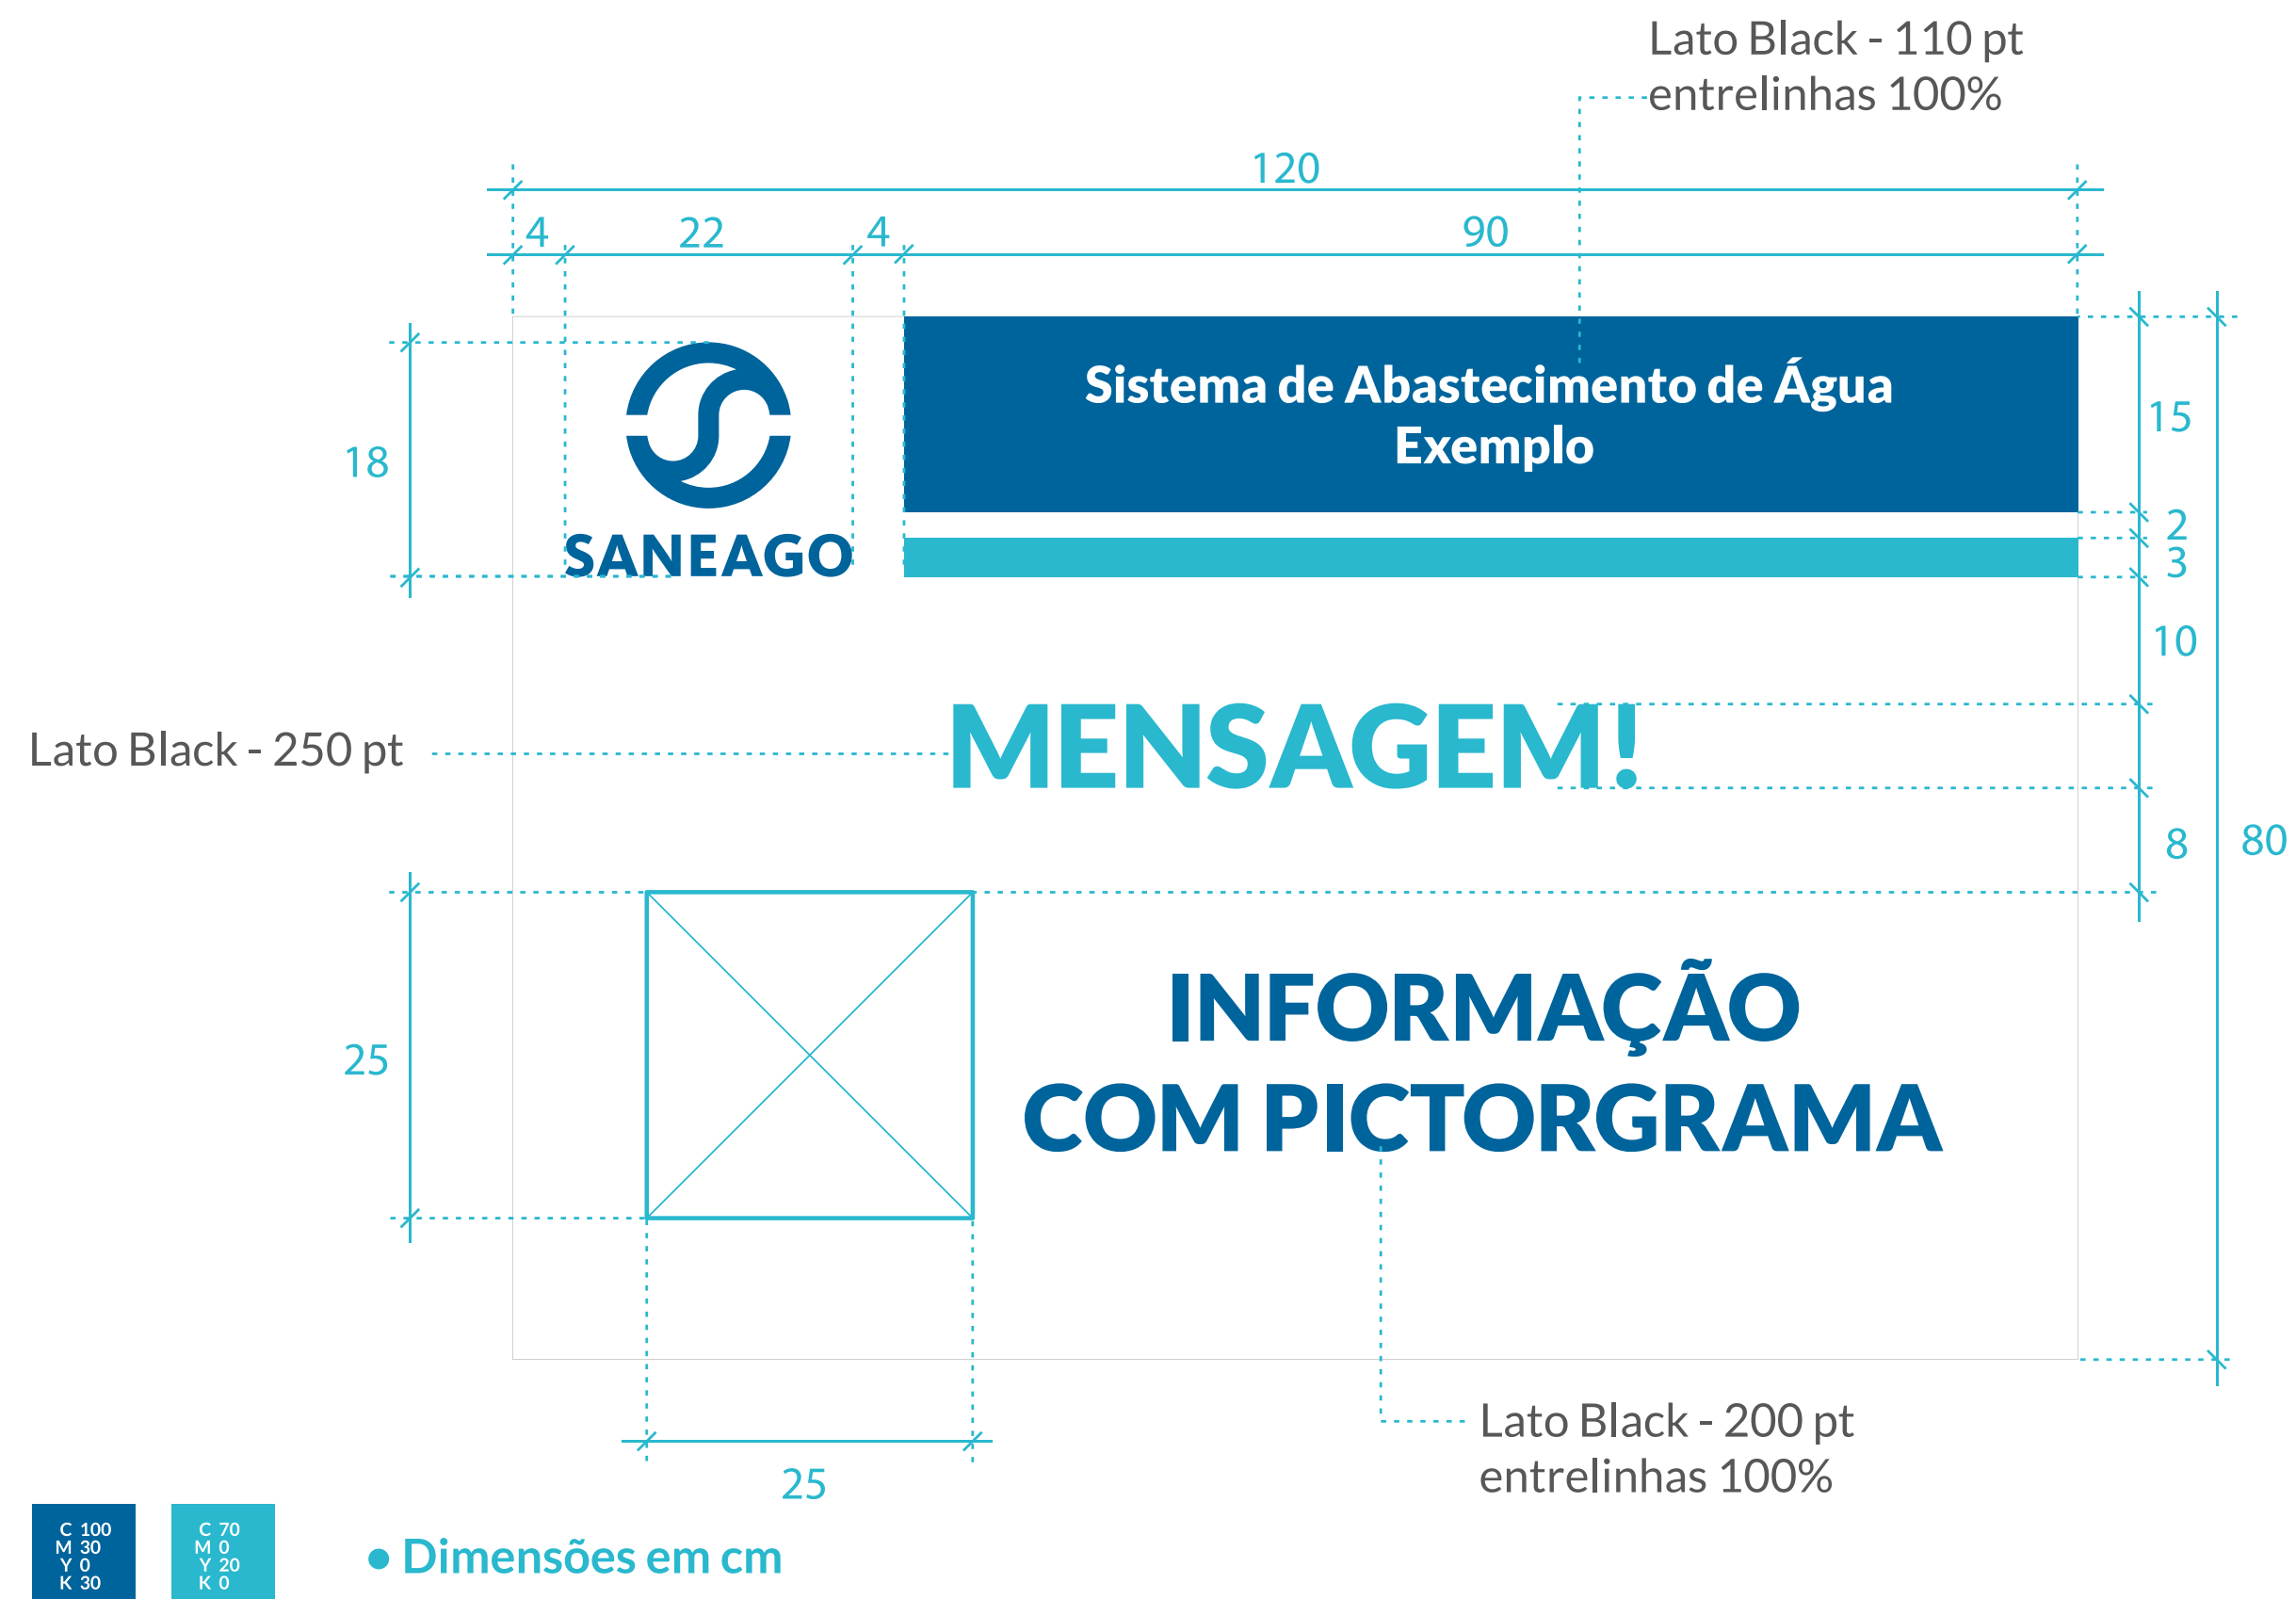 Lato Black - 110 pt
entrelinhas 100%
120
4
22
4
90
SANEAGO
Sistema de Abastecimento de Água
Exemplo
18
15
2
3
10
MENSAGEM!
Lato Black - 250 pt
8
80
25
INFORMAÇÃO
COM PICTORGRAMA
Lato Black - 200 pt
entrelinhas 100%
25
C 100
M 30
Y 0
K 30
C 70
M 0
Y 20
K 0
• Dimensões em cm